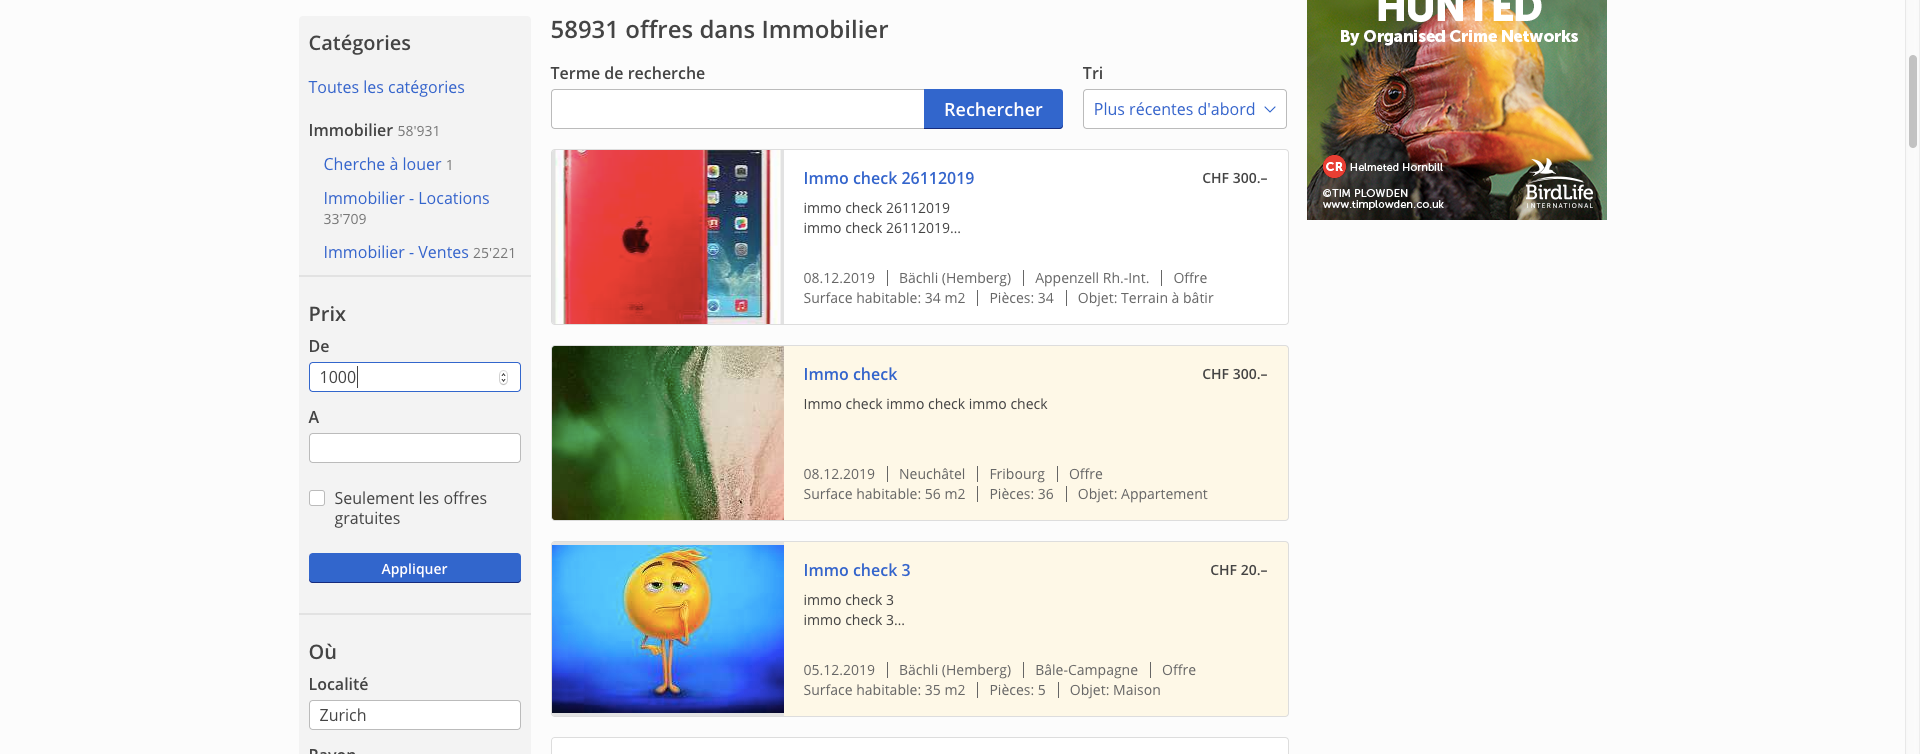 Catégories
Toutes les catégories
Immobilier 58'931
Cherche à louer 1
Immobilier - Locations
33'709
Immobilier - Ventes 25'221
Prix
De
1000
A
Seulement les offres
gratuites
Appliquer
Où
Localité
Zurich
Rayon
58931 offres dans Immobilier
Terme de recherche
Rechercher
Tri
Plus récentes d'abord
Immo check 26112019
CHF 300.–
immo check 26112019
immo check 26112019...
08.12.2019 | Bächli (Hemberg) | Appenzell Rh.-Int. | Offre
Surface habitable: 34 m2 | Pièces: 34 | Objet: Terrain à bâtir
Immo check
CHF 300.–
Immo check immo check immo check
08.12.2019 | Neuchâtel | Fribourg | Offre
Surface habitable: 56 m2 | Pièces: 36 | Objet: Appartement
Immo check 3
CHF 20.–
immo check 3
immo check 3...
05.12.2019 | Bächli (Hemberg) | Bâle-Campagne | Offre
Surface habitable: 35 m2 | Pièces: 5 | Objet: Maison
HUNTED
By Organised Crime Networks
CR Helmeted Hornbill
©TIM PLOWDEN
www.timplowden.co.uk
BirdLife
INTERNATIONAL